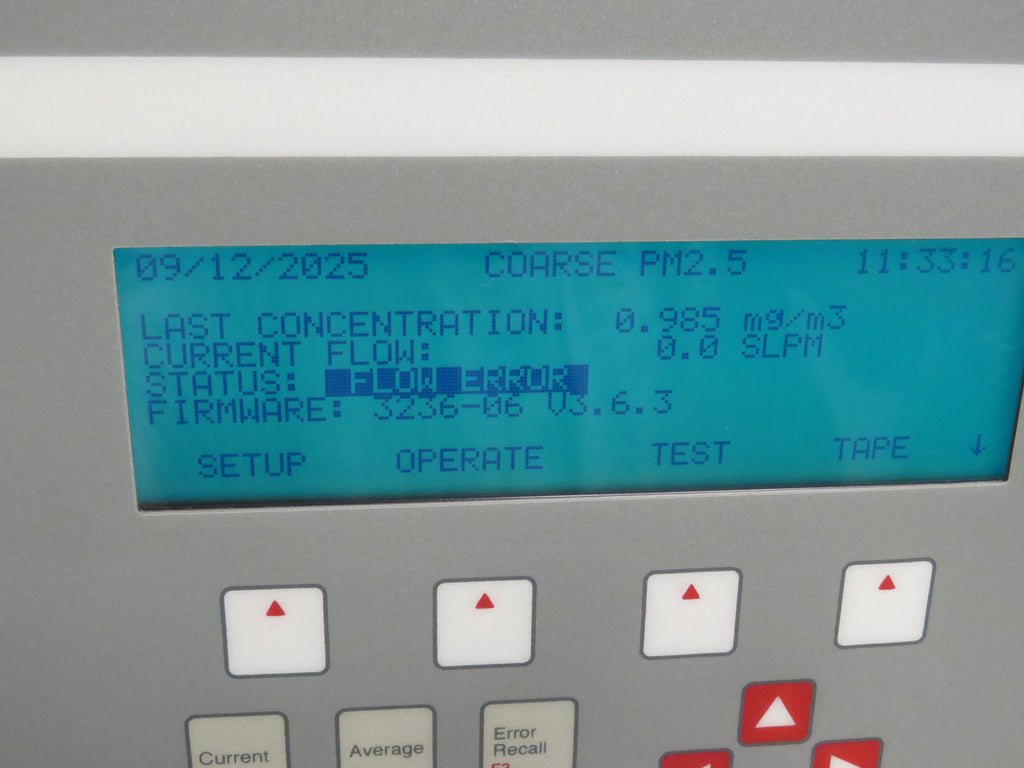 09/12/2025 COARSE PM2.5 11:33:16
LAST CONCENTRATION: 0.985 mg/m3
CURRENT FLOW: 0.0 SLPM
STATUS: FLOW ERROR
FIRMWARE: 3236-06 V3.6.3
SETUP OPERATE TEST TAPE ↓
Current
Average
Error
Recall
F3